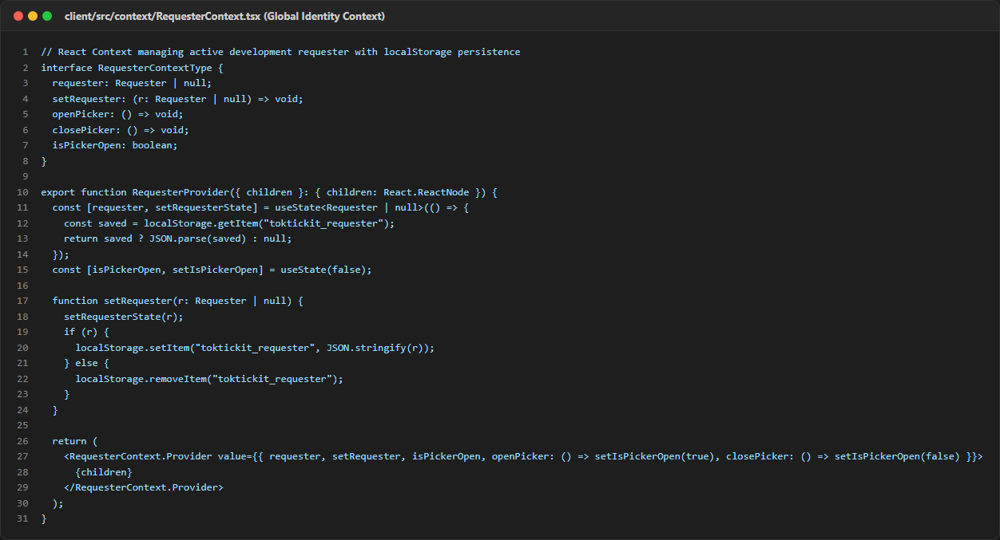 client/src/context/RequesterContext.tsx (Global Identity Context)
1 // React Context managing active development requester with localStorage persistence
2 interface RequesterContextType {
3   requester: Requester | null;
4   setRequester: (r: Requester | null) => void;
5   openPicker: () => void;
6   closePicker: () => void;
7   isPickerOpen: boolean;
8 }
9
10 export function RequesterProvider({ children }: { children: React.ReactNode }) {
11   const [requester, setRequesterState] = useState<Requester | null>(() => {
12     const saved = localStorage.getItem("toktickit_requester");
13     return saved ? JSON.parse(saved) : null;
14   });
15   const [isPickerOpen, setIsPickerOpen] = useState(false);
16
17   function setRequester(r: Requester | null) {
18     setRequesterState(r);
19     if (r) {
20       localStorage.setItem("toktickit_requester", JSON.stringify(r));
21     } else {
22       localStorage.removeItem("toktickit_requester");
23     }
24   }
25
26   return (
27     <RequesterContext.Provider value={{ requester, setRequester, isPickerOpen, openPicker: () => setIsPickerOpen(true), closePicker: () => setIsPickerOpen(false) }}>
28       {children}
29     </RequesterContext.Provider>
30   );
31 }